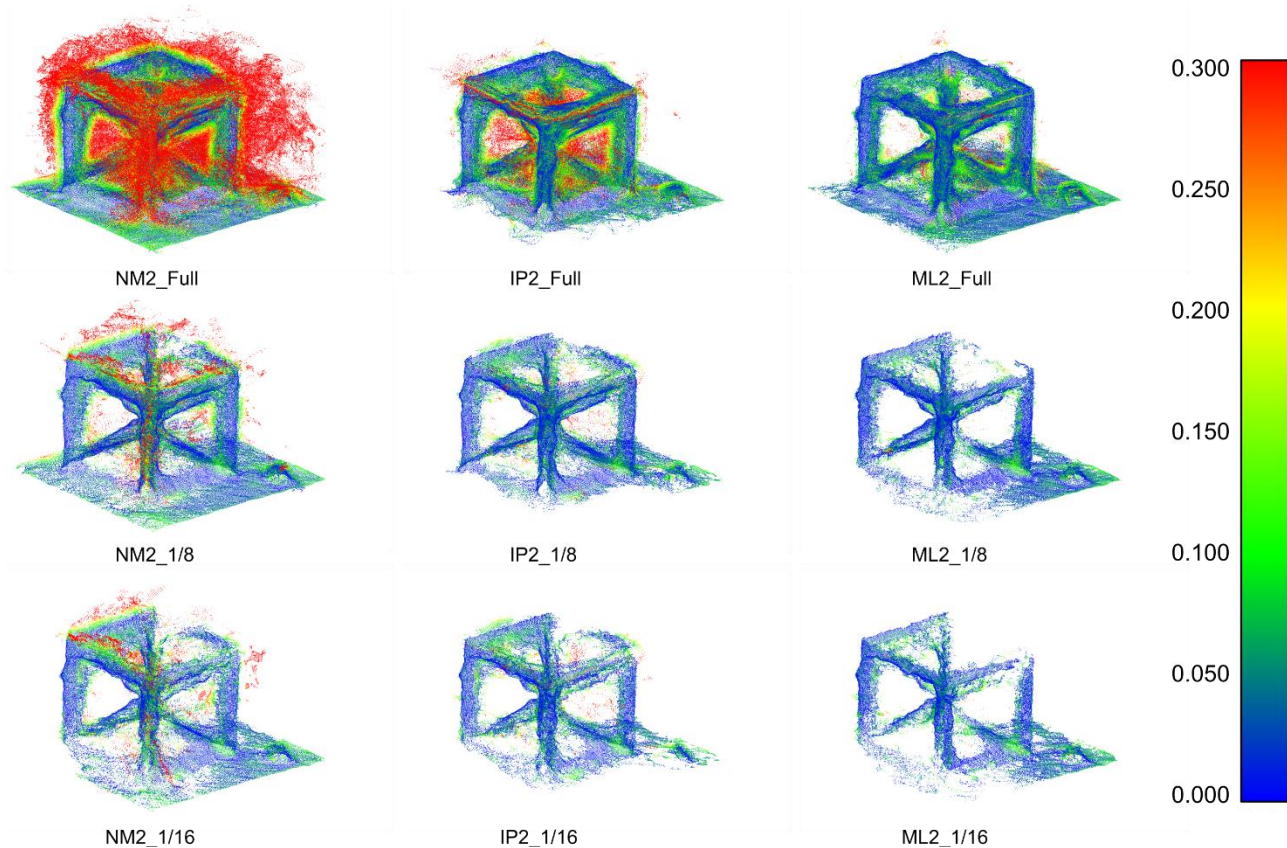 0.300
NM2_Full
IP2_Full
ML2_Full
0.250
0.200
NM2_1/8
IP2_1/8
ML2_1/8
0.150
0.100
0.050
NM2_1/16
IP2_1/16
ML2_1/16
0.000